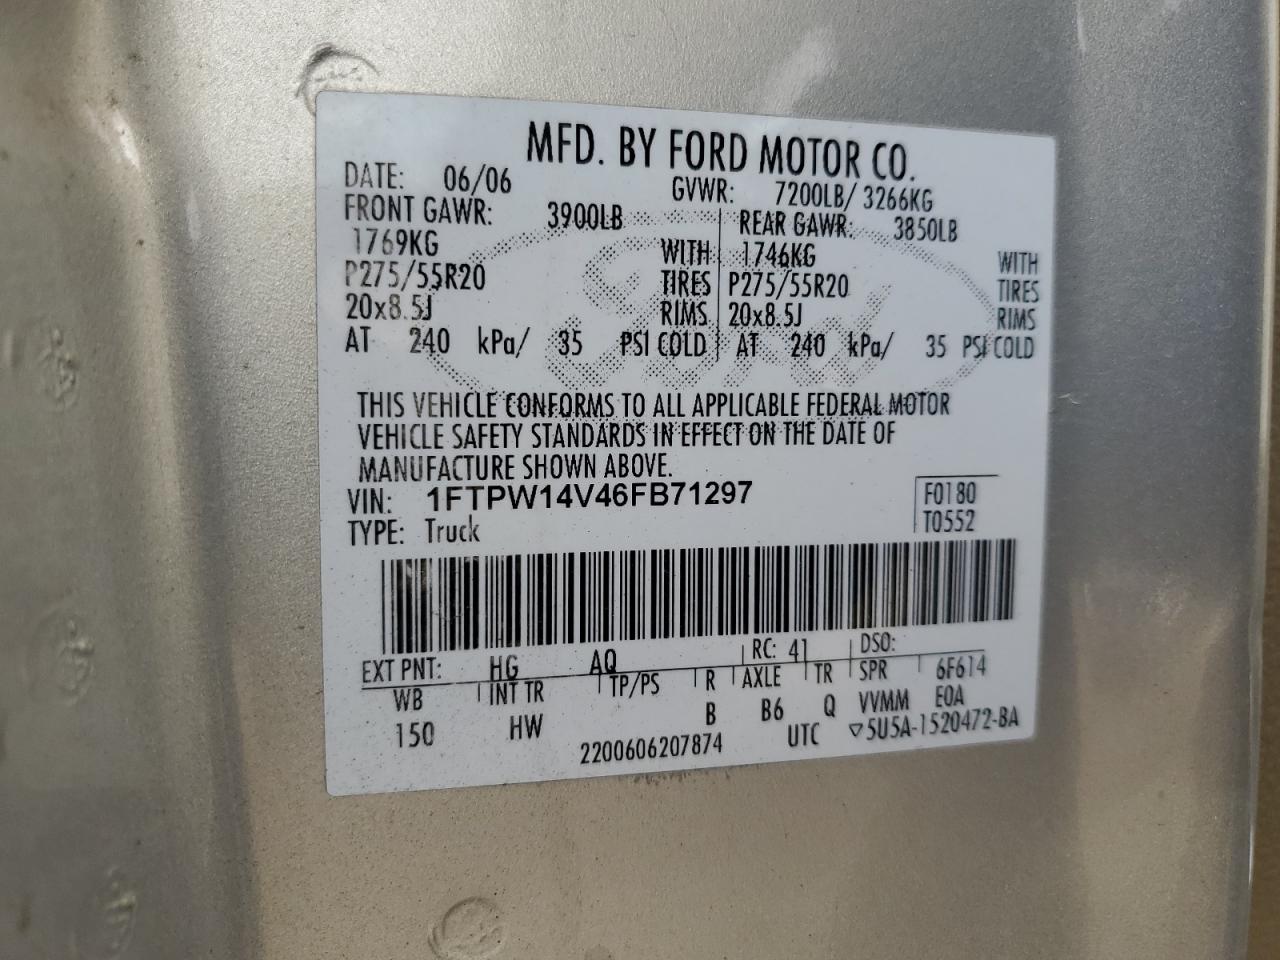 MFD. BY FORD MOTOR CO.
DATE: 06/06 GVWR: 7200LB/ 3266KG
FRONT GAWR: 3900LB REAR GAWR: 3850LB
1769KG WITH 1746KG WITH
P275/55R20 TIRES P275/55R20 TIRES
20x8.5J RIMS 20x8.5J RIMS
AT 240 kPa/ 35 PSI COLD AT 240 kPa/ 35 PSI COLD
THIS VEHICLE CONFORMS TO ALL APPLICABLE FEDERAL MOTOR
VEHICLE SAFETY STANDARDS IN EFFECT ON THE DATE OF
MANUFACTURE SHOWN ABOVE.
VIN: 1FTPW14V46FB71297 F0180
TYPE: Truck T0552
EXT PNT: HG AQ RC: 41 DSO:
WB INT TR TP/PS R AXLE TR SPR 6F614
150 HW B B6 Q VVMM EOA
2200606207874 UTC ▽5U5A-1520472-BA
Ford